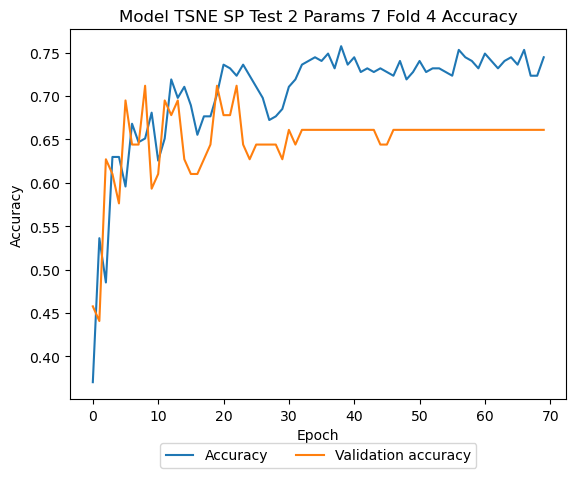 Model TSNE SP Test 2 Params 7 Fold 4 Accuracy
0.75
0.70
0.65
0.60
0.55
0.50
0.45
0.40
Accuracy
0 10 20 30 40 50 60 70
Epoch
Accuracy Validation accuracy